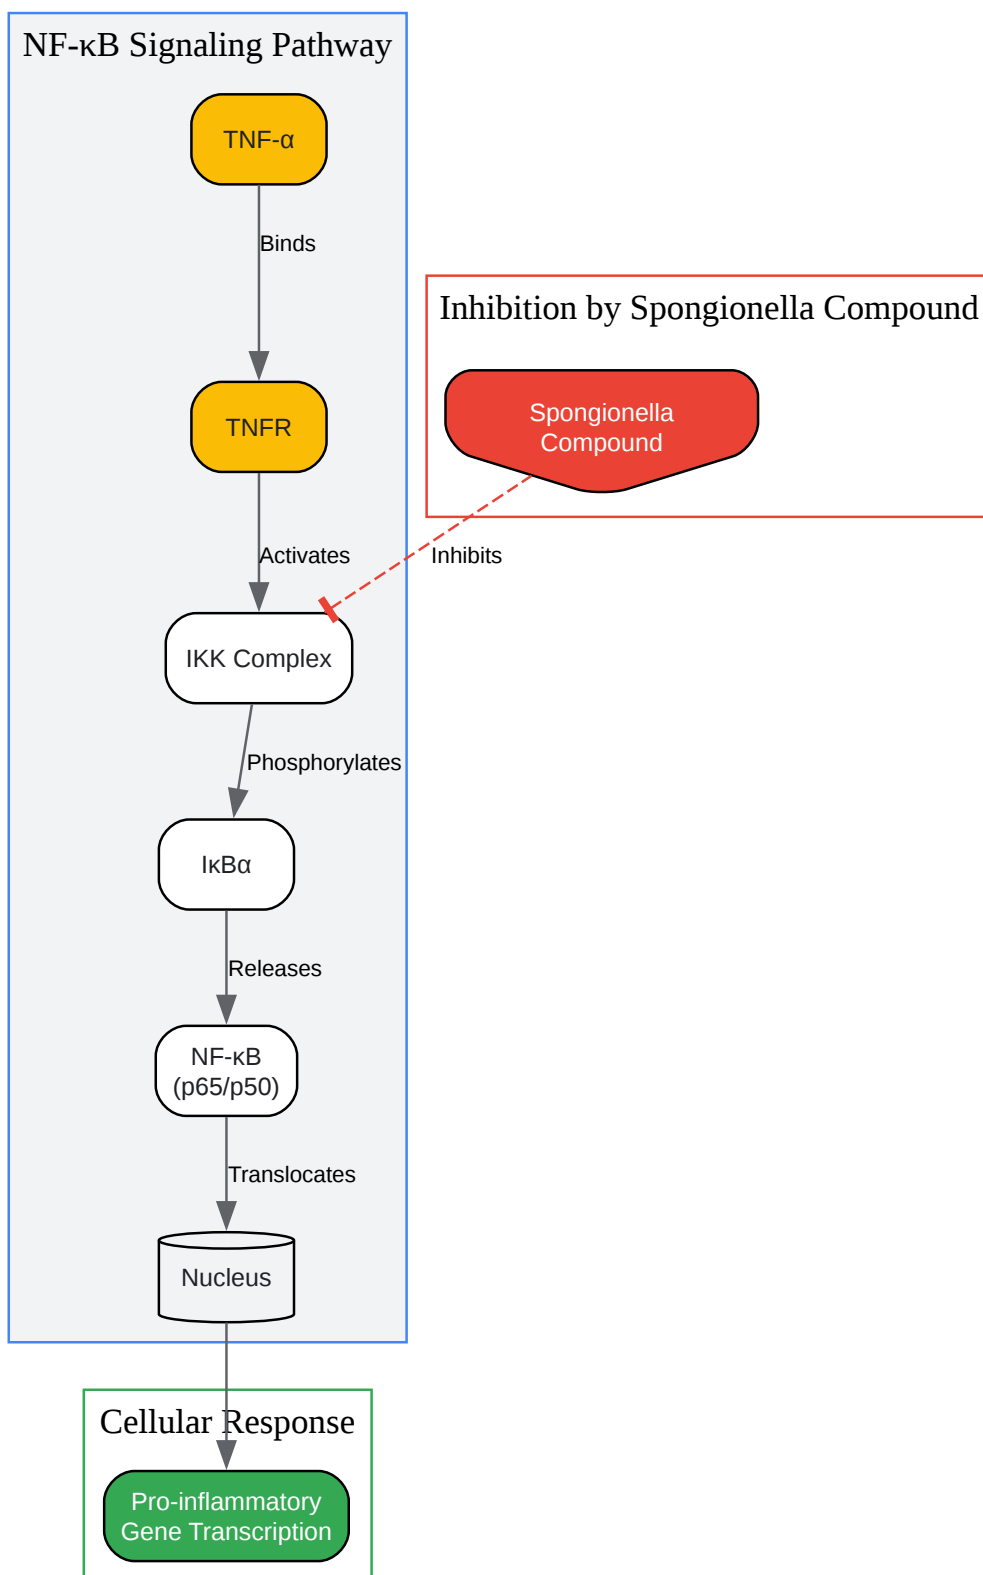 NF-κB Signaling Pathway
TNF-α
Binds
Inhibition by Spongionella Compound
Spongionella
Compound
TNFR
Activates
Inhibits
IKK Complex
Phosphorylates
IκBα
Releases
NF-κB
(p65/p50)
Translocates
Nucleus
Cellular Response
Pro-inflammatory
Gene Transcription